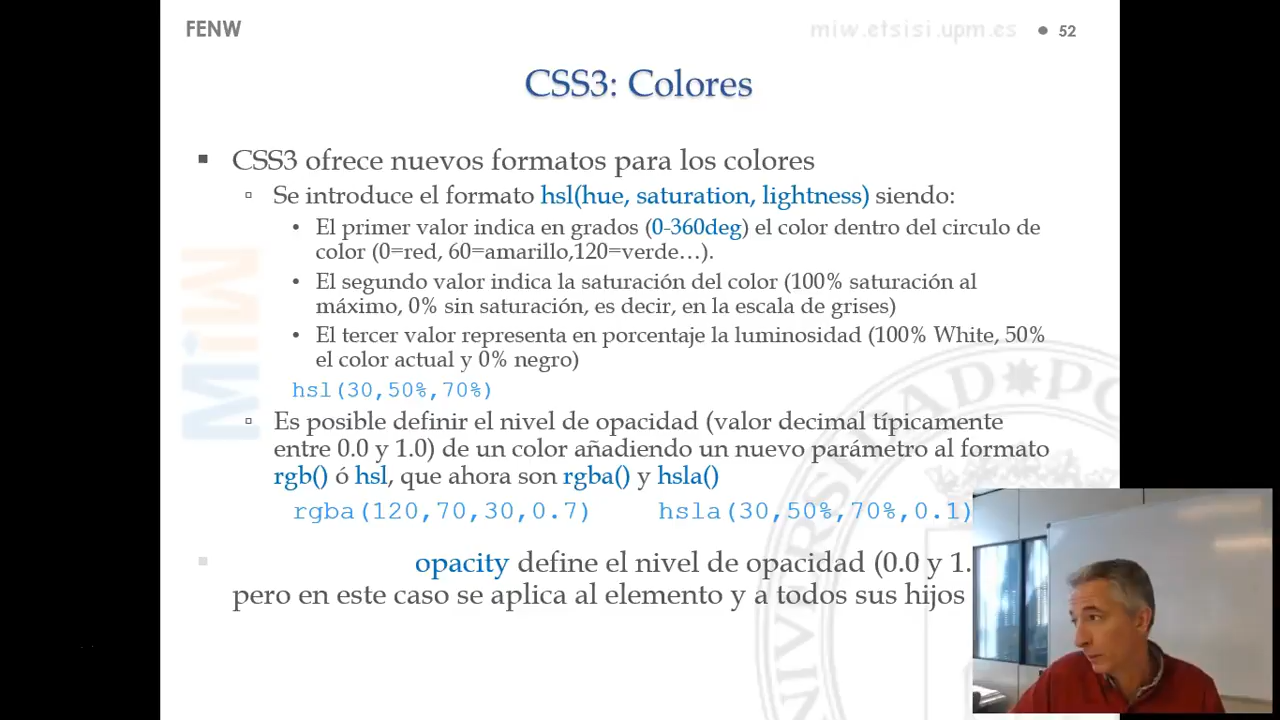 FENW
miw.etsisi.upm.es
52
CSS3: Colores
CSS3 ofrece nuevos formatos para los colores
Se introduce el formato hsl(hue, saturation, lightness) siendo:
El primer valor indica en grados (0-360deg) el color dentro del circulo de
color (0=red, 60=amarillo,120=verde…).
El segundo valor indica la saturación del color (100% saturación al
máximo, 0% sin saturación, es decir, en la escala de grises)
El tercer valor representa en porcentaje la luminosidad (100% White, 50%
el color actual y 0% negro)
hsl(30,50%,70%)
Es posible definir el nivel de opacidad (valor decimal típicamente
entre 0.0 y 1.0) de un color añadiendo un nuevo parámetro al formato
rgb() ó hsl, que ahora son rgba() y hsla()
rgba(120,70,30,0.7) hsla(30,50%,70%,0.1)
opacity define el nivel de opacidad (0.0 y 1.
pero en este caso se aplica al elemento y a todos sus hijos
MiW